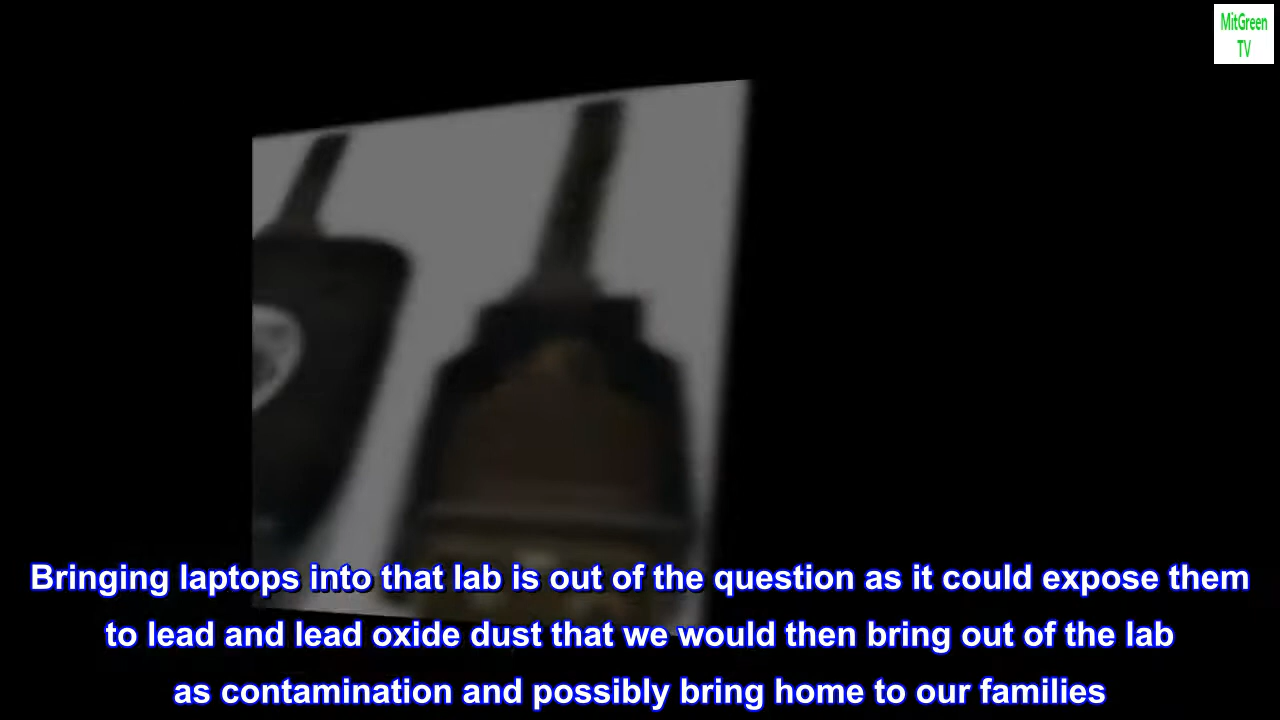 MitGreen
TV
Bringing laptops into that lab is out of the question as it could expose them
to lead and lead oxide dust that we would then bring out of the lab
as contamination and possibly bring home to our families